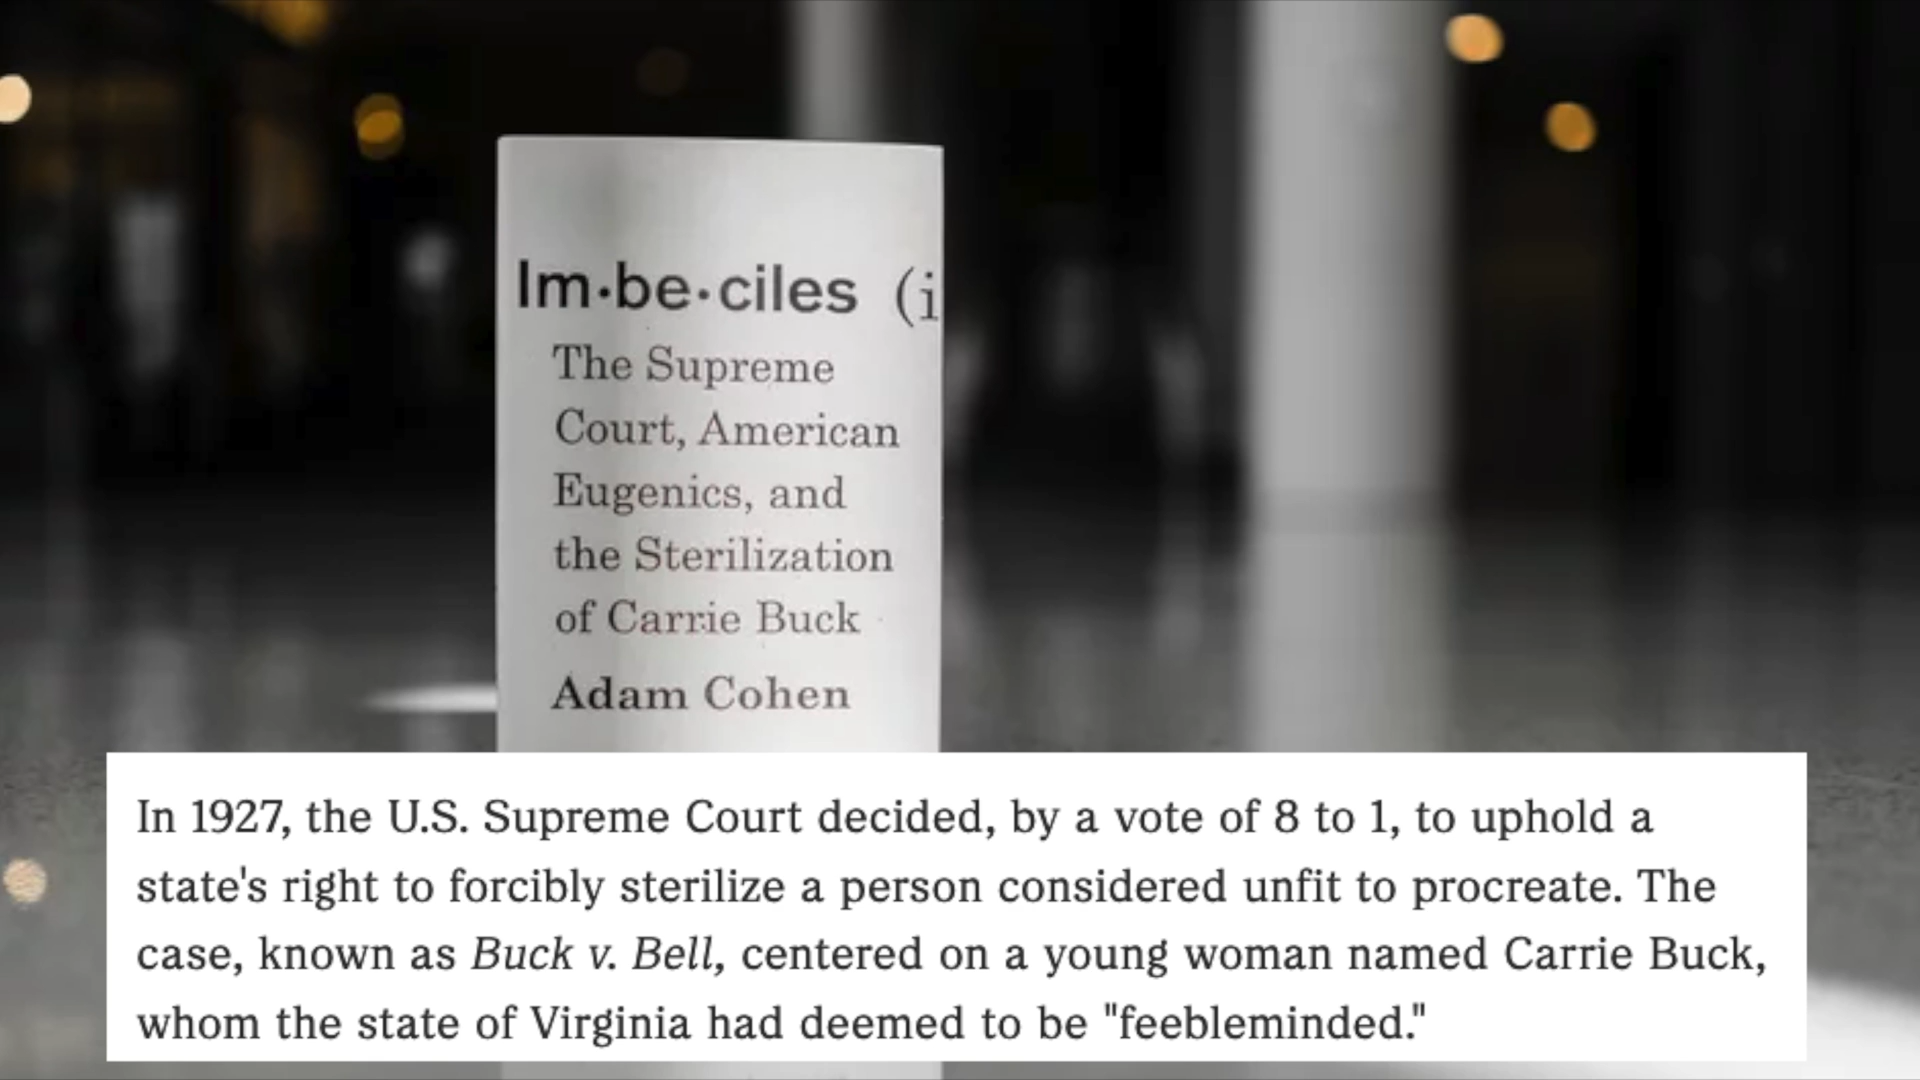 Im·be·ciles (i
The Supreme
Court, American
Eugenics, and
the Sterilization
of Carrie Buck
Adam Cohen
In 1927, the U.S. Supreme Court decided, by a vote of 8 to 1, to uphold a
state's right to forcibly sterilize a person considered unfit to procreate. The
case, known as Buck v. Bell, centered on a young woman named Carrie Buck,
whom the state of Virginia had deemed to be "feebleminded."